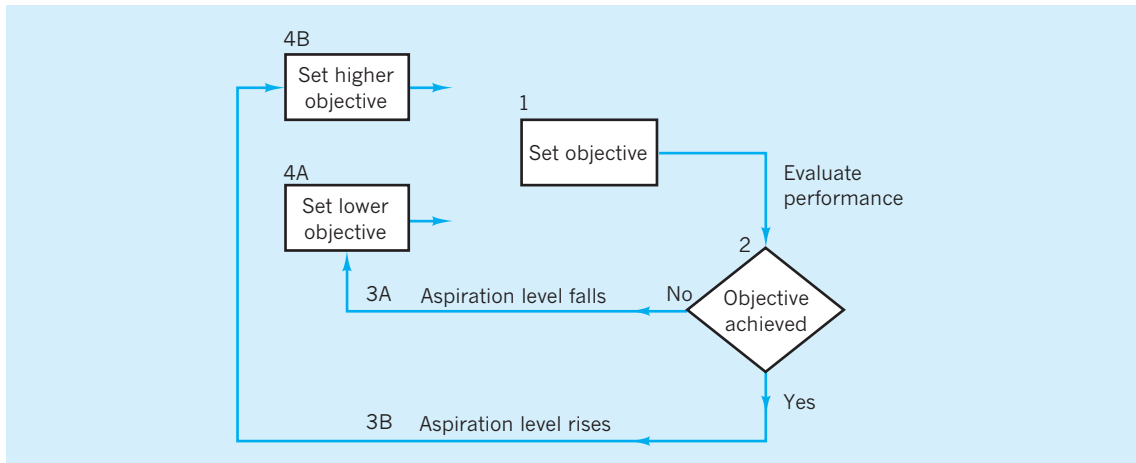 4B
Set higher
objective
1
Set objective
4A
Set lower
objective
Evaluate
performance
2
Objective
achieved
No
3A Aspiration level falls
Yes
3B Aspiration level rises